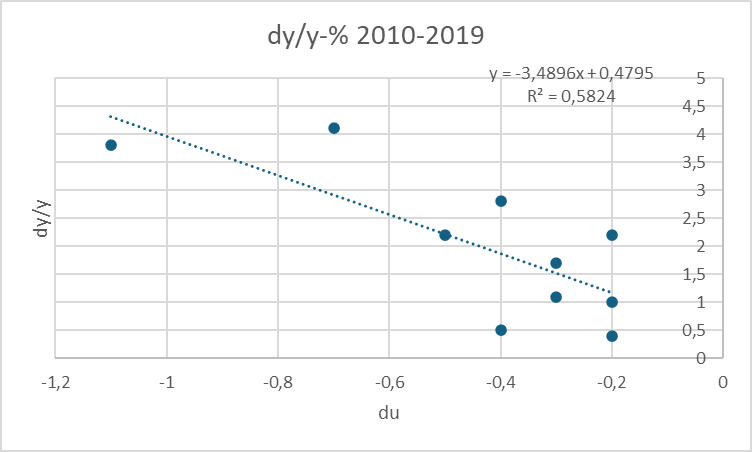 dy/y-% 2010-2019
y = -3,4896x + 0,4795
R² = 0,5824
5
4,5
4
3,5
3
2,5
2
1,5
1
0,5
0
dy/y
-1,2 -1 -0,8 -0,6 -0,4 -0,2 0
du